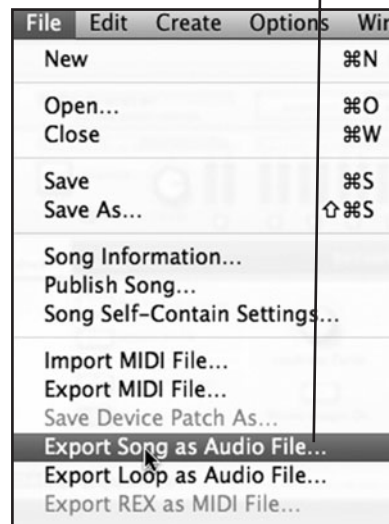 File Edit Create Options Win
New ⌘N
Open... ⌘O
Close ⌘W
Save ⌘S
Save As... ⇧⌘S
Song Information...
Publish Song...
Song Self-Contain Settings...
Import MIDI File...
Export MIDI File...
Save Device Patch As...
Export Song as Audio File...
Export Loop as Audio File...
Export REX as MIDI File...